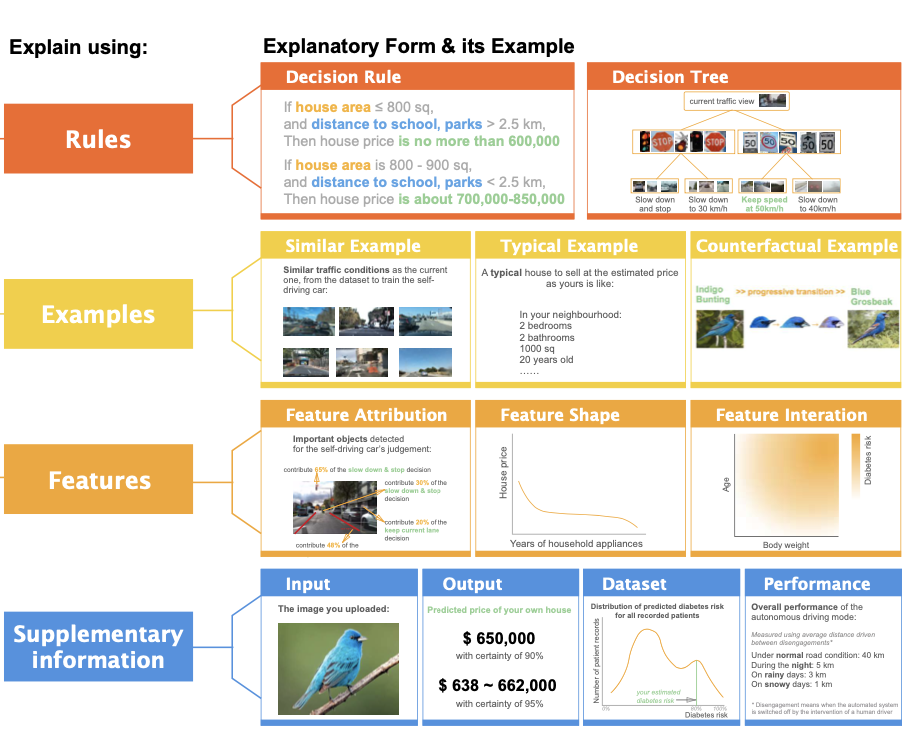 Explain using:
Explanatory Form & its Example
Rules
Decision Rule
If house area ≤ 800 sq,
and distance to school, parks > 2.5 km,
Then house price is no more than 600,000
If house area is 800 - 900 sq,
and distance to school, parks < 2.5 km,
Then house price is about 700,000-850,000
Decision Tree
current traffic view
STOP
STOP
50
50
50
50
50
Slow down
and stop
Slow down
to 30 km/h
Keep speed
at 50km/h
Slow down
to 40km/h
Examples
Similar Example
Similar traffic conditions as the current
one, from the dataset to train the self-
driving car:
Typical Example
A typical house to sell at the estimated price
as yours is like:
In your neighbourhood:
2 bedrooms
2 bathrooms
1000 sq
20 years old
......
Counterfactual Example
Indigo
Bunting
>> progressive transition >>
Blue
Grosbeak
Features
Feature Attribution
Important objects detected
for the self-driving car's judgement:
contribute 65% of the slow down & stop decision
contribute 30% of the
slow down & stop
decision
contribute 20% of the
keep current lane
decision
contribute 48% of the
Feature Shape
House price
Years of household appliances
Feature Interation
Age
Body weight
Diabetes risk
Supplementary
information
Input
The image you uploaded:
Output
Predicted price of your own house
$ 650,000
with certainty of 90%
$ 638 ~ 662,000
with certainty of 95%
Dataset
Distribution of predicted diabetes risk
for all recorded patients
Number of patient records
your estimated
diabetes risk
0%
80%
100%
Diabetes risk
Performance
Overall performance of the
autonomous driving mode:
Measured using average distance driven
between disengagements*
Under normal road condition: 40 km
During the night: 5 km
On rainy days: 3 km
On snowy days: 1 km
* Disengagement means when the automated system
is switched off by the intervention of a human driver